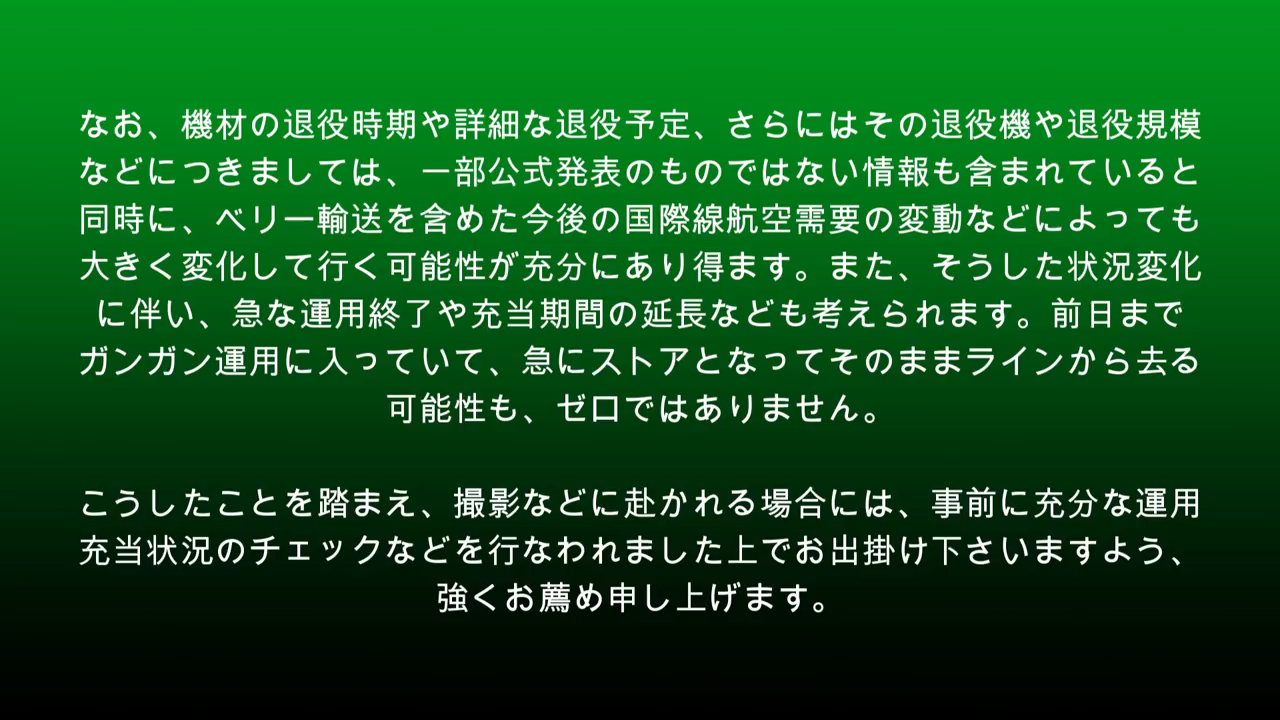 なお、機材の退役時期や詳細な退役予定、さらにはその退役機や退役規模
などにつきましては、一部公式発表のものではない情報も含まれていると
同時に、ベリー輸送を含めた今後の国際線航空需要の変動などによっても
大きく変化して行く可能性が充分にあり得ます。また、そうした状況変化
に伴い、急な運用終了や充当期間の延長なども考えられます。前日まで
ガンガン運用に入っていて、急にストアとなってそのままラインから去る
可能性も、ゼロではありません。
こうしたことを踏まえ、撮影などに赴かれる場合には、事前に充分な運用
充当状況のチェックなどを行なわれました上でお出掛け下さいますよう、
強くお薦め申し上げます。